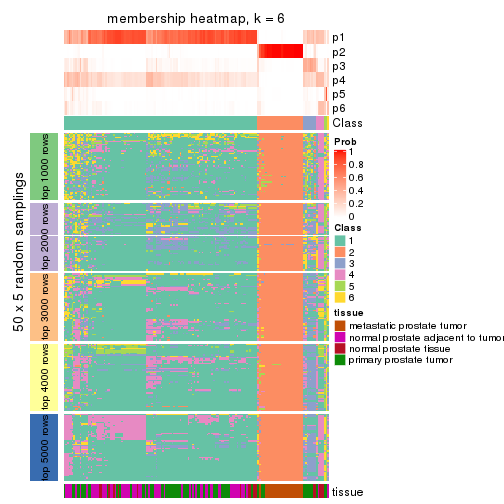 membership heatmap, k = 6
p1
p2
p3
p4
p5
p6
Class
50 x 5 random samplings
top 1000 rows
top 2000 rows
top 3000 rows
top 4000 rows
top 5000 rows
Prob
1
0.8
0.6
0.4
0.2
0
Class
1
2
3
4
5
6
tissue
metastatic prostate tumor
normal prostate adjacent to tumor
normal prostate tissue
primary prostate tumor
tissue